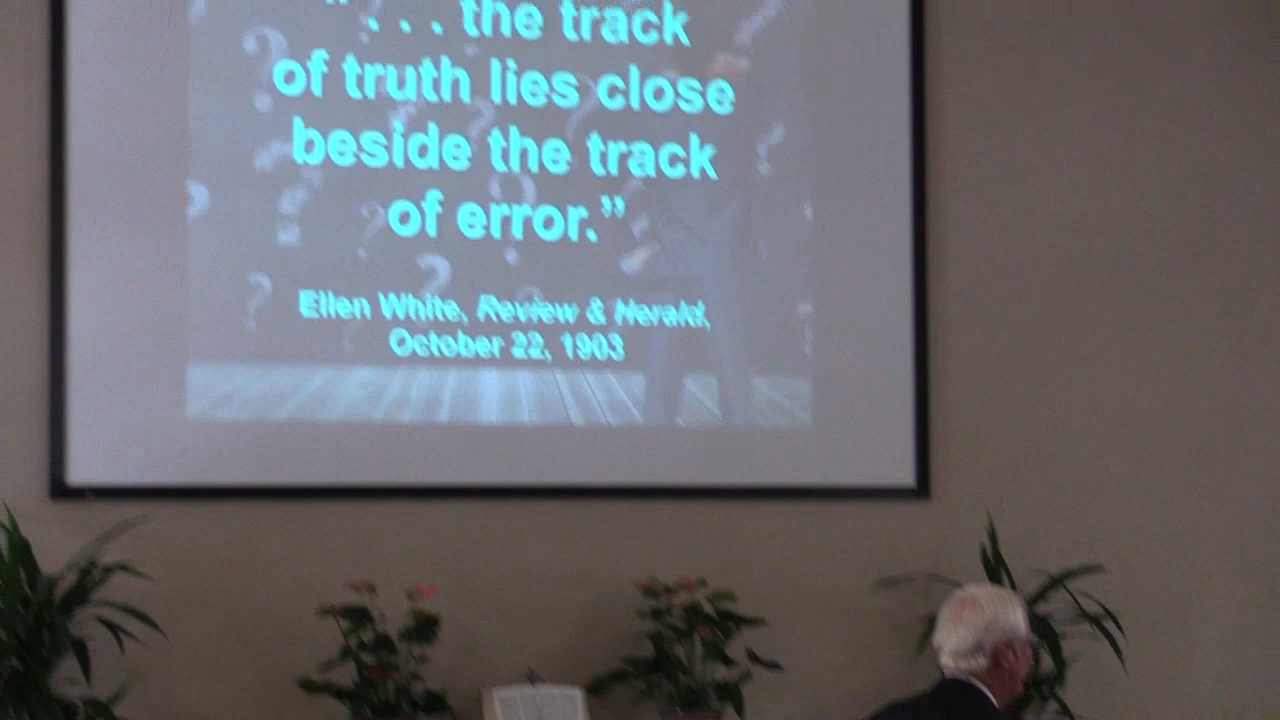 “. . . the track
of truth lies close
beside the track
of error.”
Ellen White, Review & Herald,
October 22, 1903